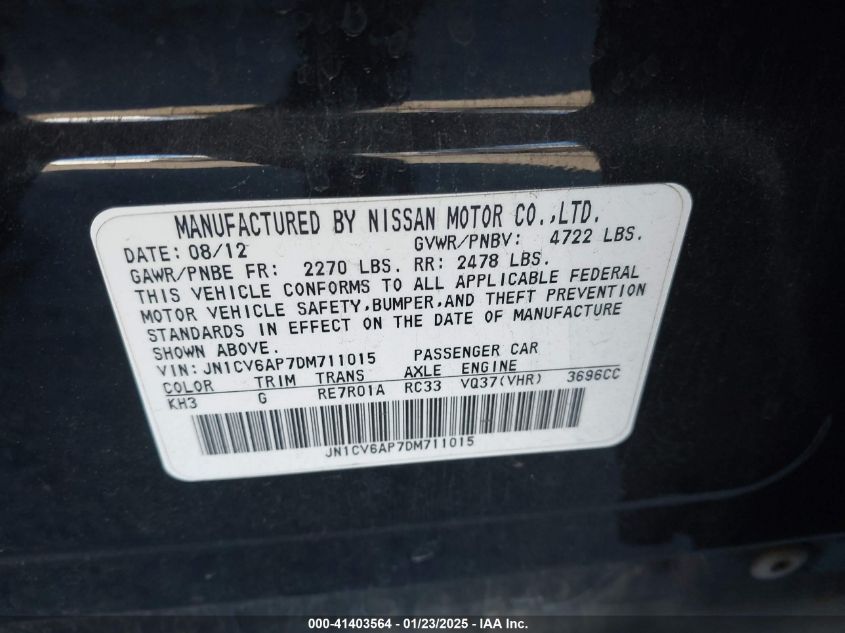 MANUFACTURED BY NISSAN MOTOR CO.,LTD.
DATE: 08/12 GVWR/PNBV: 4722 LBS.
GAWR/PNBE FR: 2270 LBS. RR: 2478 LBS.
THIS VEHICLE CONFORMS TO ALL APPLICABLE FEDERAL
MOTOR VEHICLE SAFETY,BUMPER,AND THEFT PREVENTION
STANDARDS IN EFFECT ON THE DATE OF MANUFACTURE
SHOWN ABOVE.
VIN: JN1CV6AP7DM711015 PASSENGER CAR
COLOR TRIM TRANS AXLE ENGINE
KH3 G RE7R01A RC33 VQ37(VHR) 3696CC
JN1CV6AP7DM711015
000-41403564 - 01/23/2025 - IAA Inc.